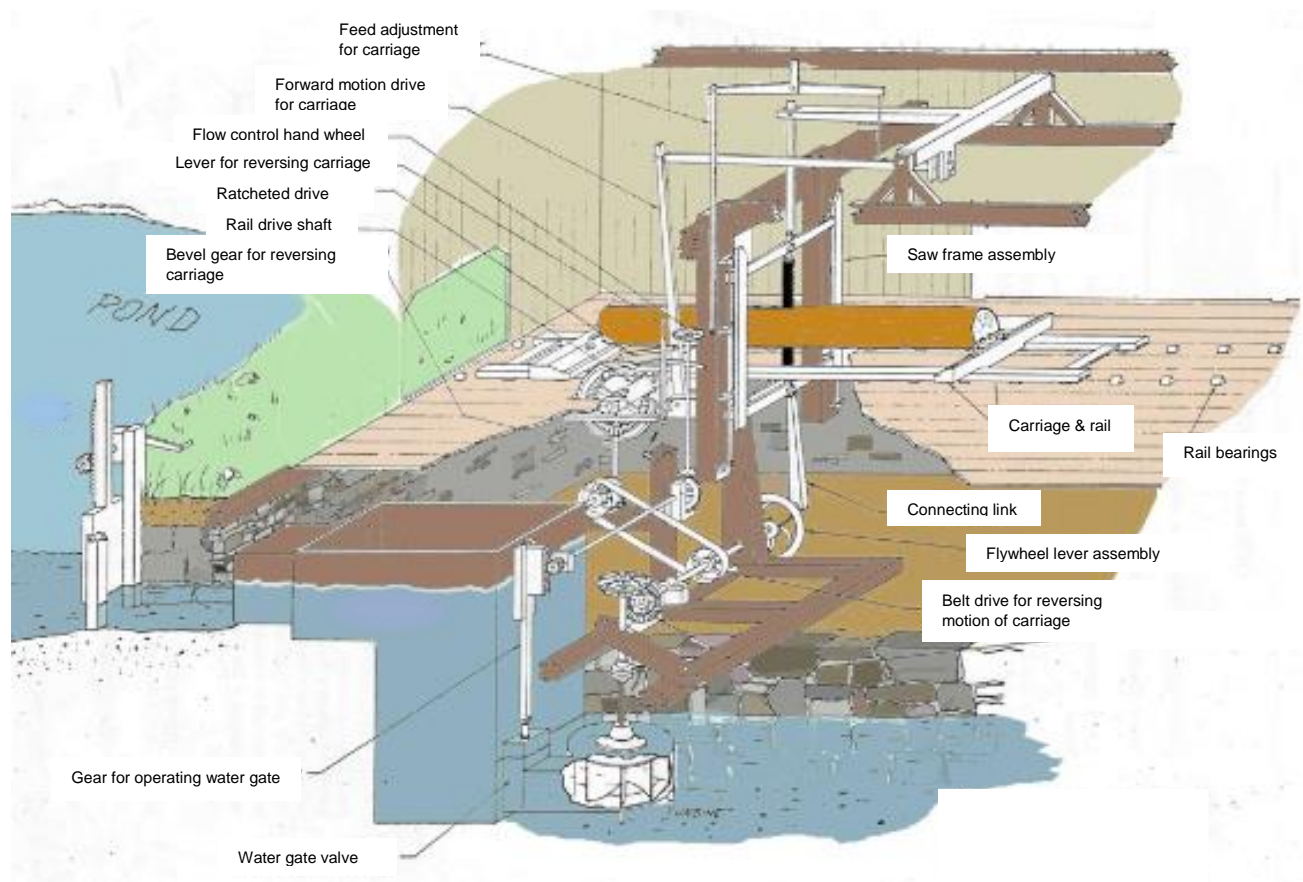 Feed adjustment
for carriage
Forward motion drive
for carriage
Flow control hand wheel
Lever for reversing carriage
Ratcheted drive
Rail drive shaft
Bevel gear for reversing
carriage
POND
Saw frame assembly
Carriage & rail
Rail bearings
Connecting link
Flywheel lever assembly
Belt drive for reversing
motion of carriage
Gear for operating water gate
TURBINE
Water gate valve